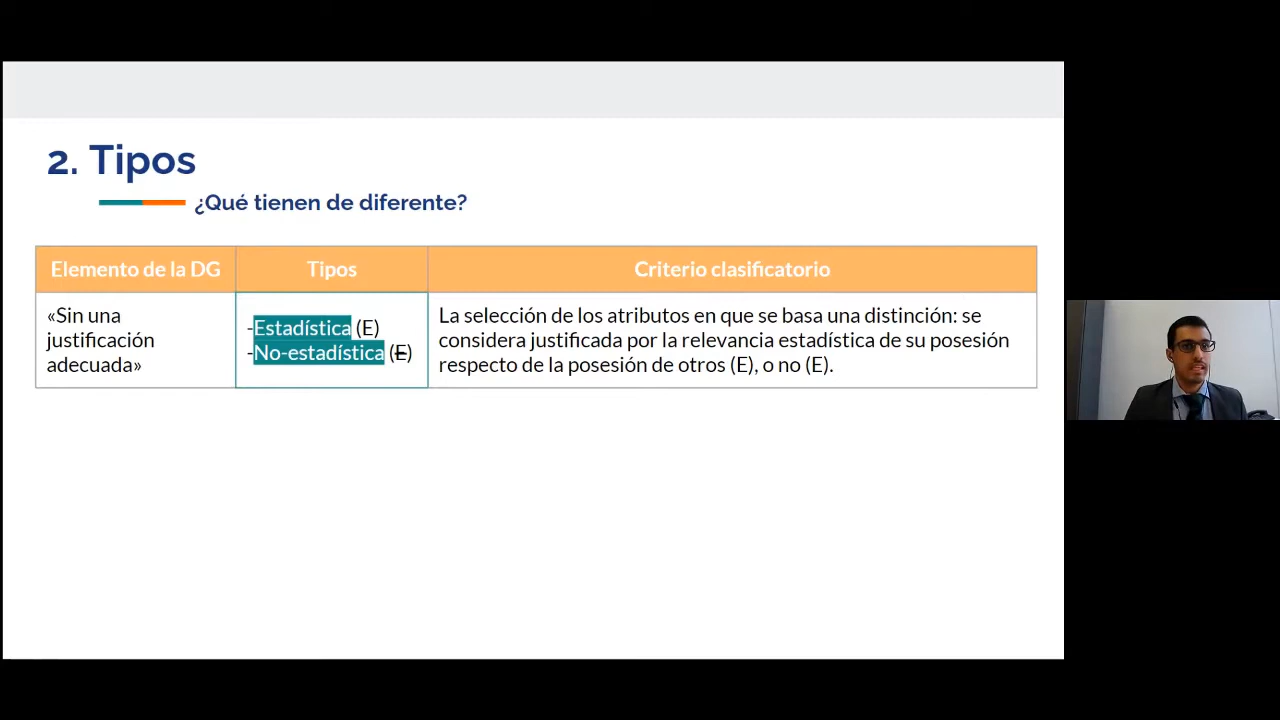 2. Tipos
¿Qué tienen de diferente?
Elemento de la DG
Tipos
Criterio clasificatorio
«Sin una
justificación
adecuada»
-Estadística (E)
-No-estadística (E)
La selección de los atributos en que se basa una distinción: se
considera justificada por la relevancia estadística de su posesión
respecto de la posesión de otros (E), o no (E).